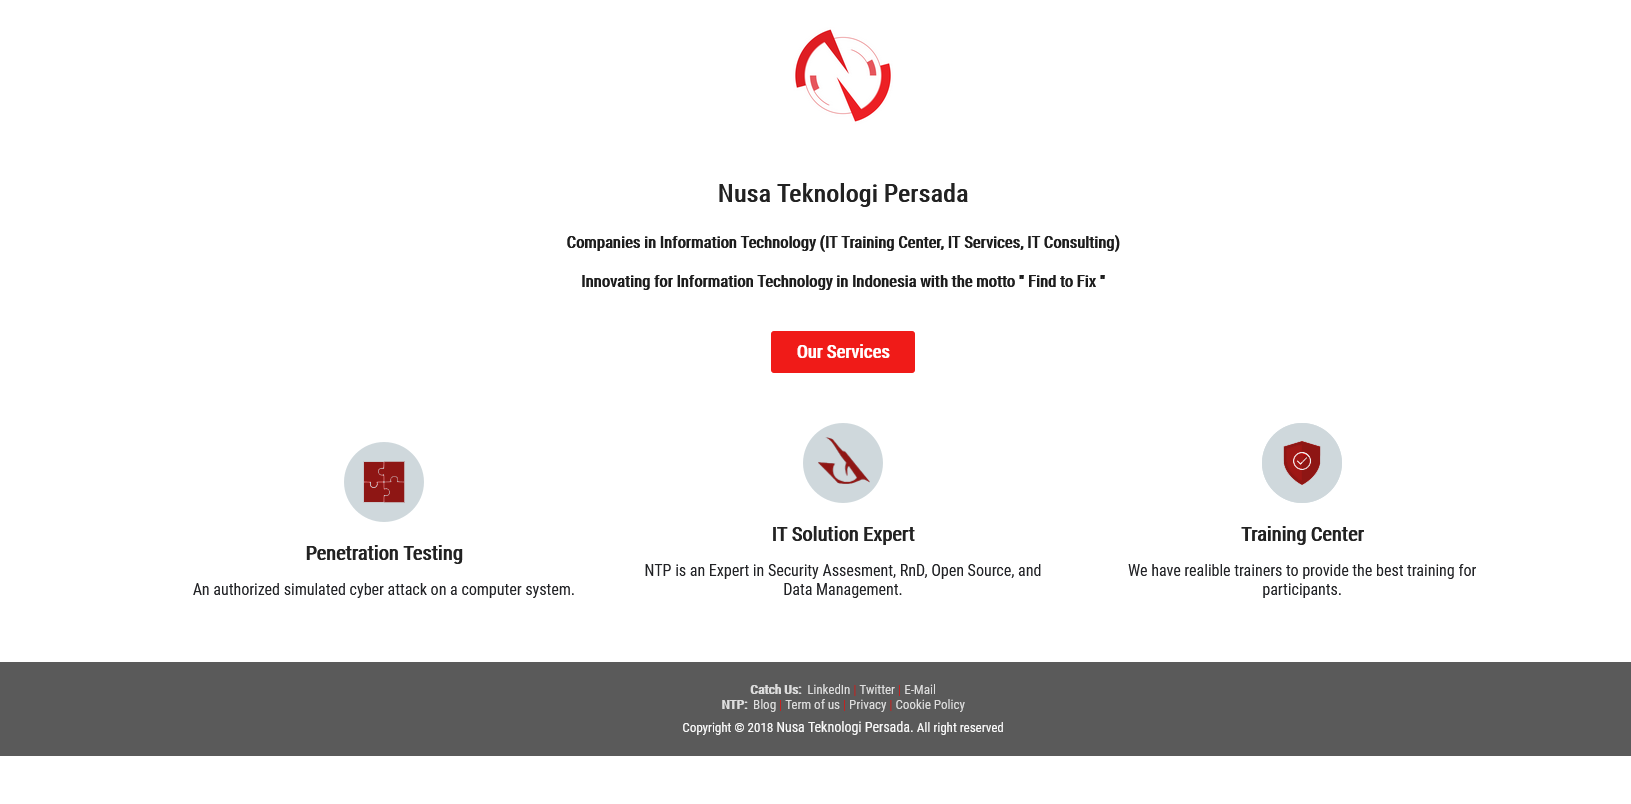 Nusa Teknologi Persada
Companies in Information Technology (IT Training Center, IT Services, IT Consulting)
Innovating for Information Technology in Indonesia with the motto " Find to Fix "
Our Services
Penetration Testing
An authorized simulated cyber attack on a computer system.
IT Solution Expert
NTP is an Expert in Security Assesment, RnD, Open Source, and
Data Management.
Training Center
We have realible trainers to provide the best training for
participants.
Catch Us: LinkedIn | Twitter E-Mail
NTP: Blog | Term of us | Privacy | Cookie Policy
Copyright © 2018 Nusa Teknologi Persada. All right reserved